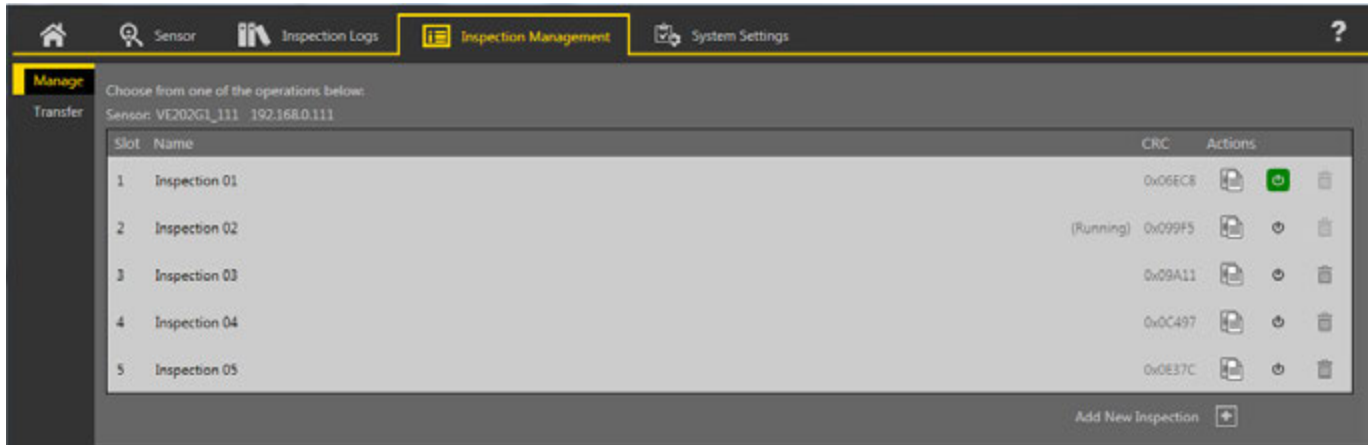 Sensor Inspection Logs Inspection Management System Settings ?
Manage
Transfer
Choose from one of the operations below:
Sensor: VE202G1_111 192.168.0.111
Slot Name CRC Actions
1 Inspection 01 0x06EC8
2 Inspection 02 (Running) 0x099F5
3 Inspection 03 0x09A11
4 Inspection 04 0x0C497
5 Inspection 05 0x0E37C
Add New Inspection +